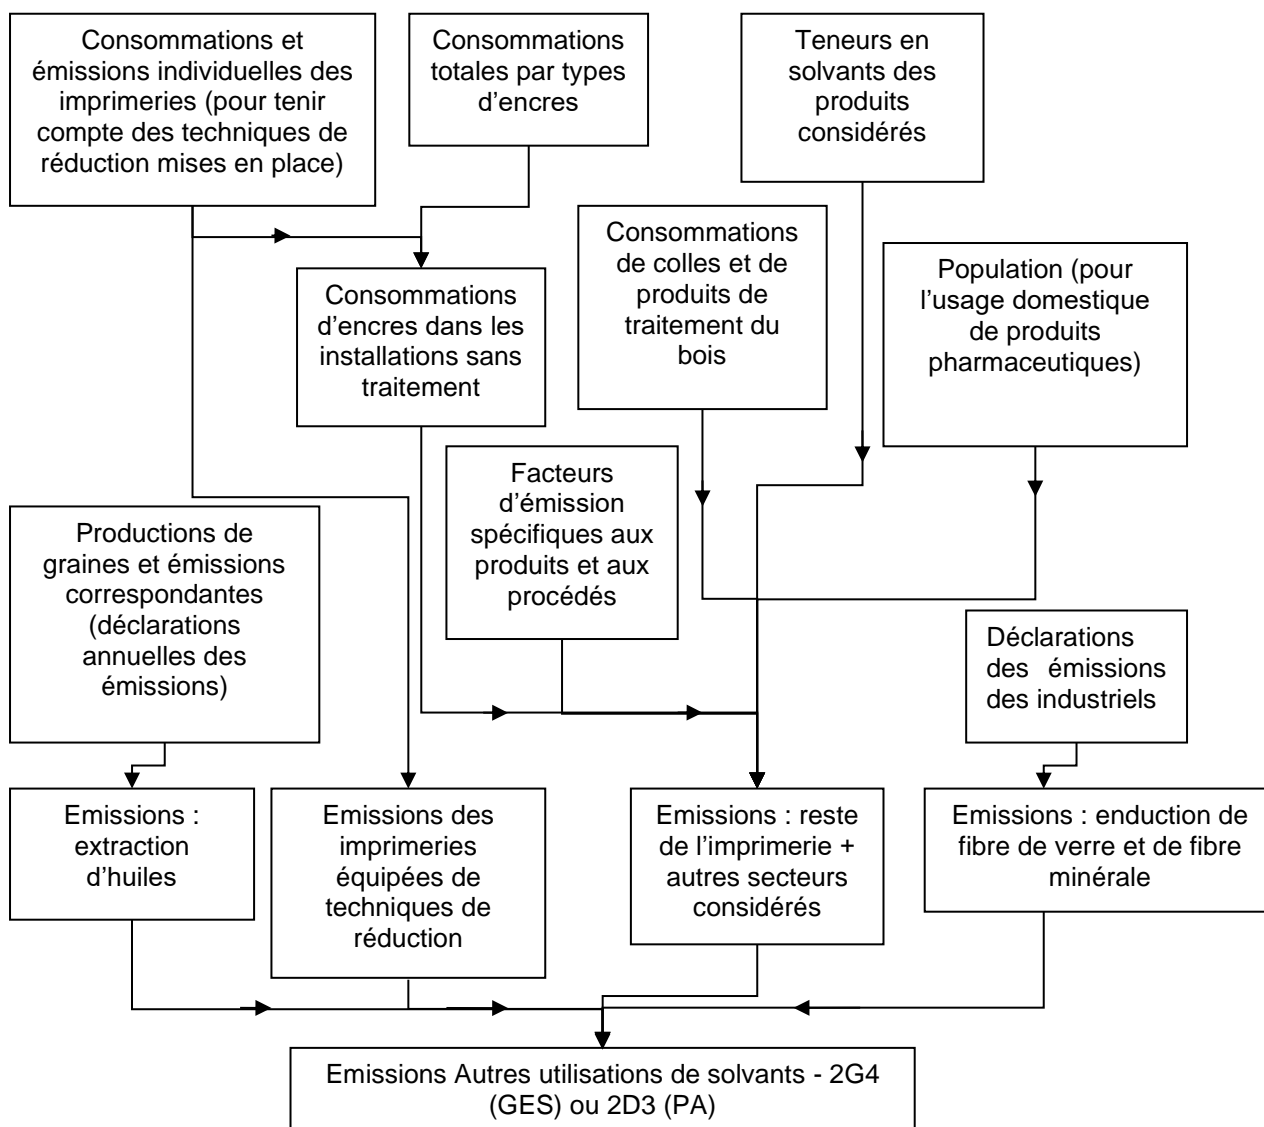 Consommations et
émissions individuelles des
imprimeries (pour tenir
compte des techniques de
réduction mises en place)
Consommations
totales par types
d’encres
Teneurs en
solvants des
produits
considérés
Consommations
de colles et de
produits de
traitement du
bois
Population (pour
l’usage domestique
de produits
pharmaceutiques)
Consommations
d’encres dans les
installations sans
traitement
Facteurs
d’émission
spécifiques aux
produits et aux
procédés
Productions de
graines et émissions
correspondantes
(déclarations
annuelles des
émissions)
Déclarations
des émissions
des industriels
Emissions :
extraction
d’huiles
Emissions des
imprimeries
équipées de
techniques de
réduction
Emissions : reste
de l’imprimerie +
autres secteurs
considérés
Emissions : enduction de
fibre de verre et de fibre
minérale
Emissions Autres utilisations de solvants - 2G4
(GES) ou 2D3 (PA)